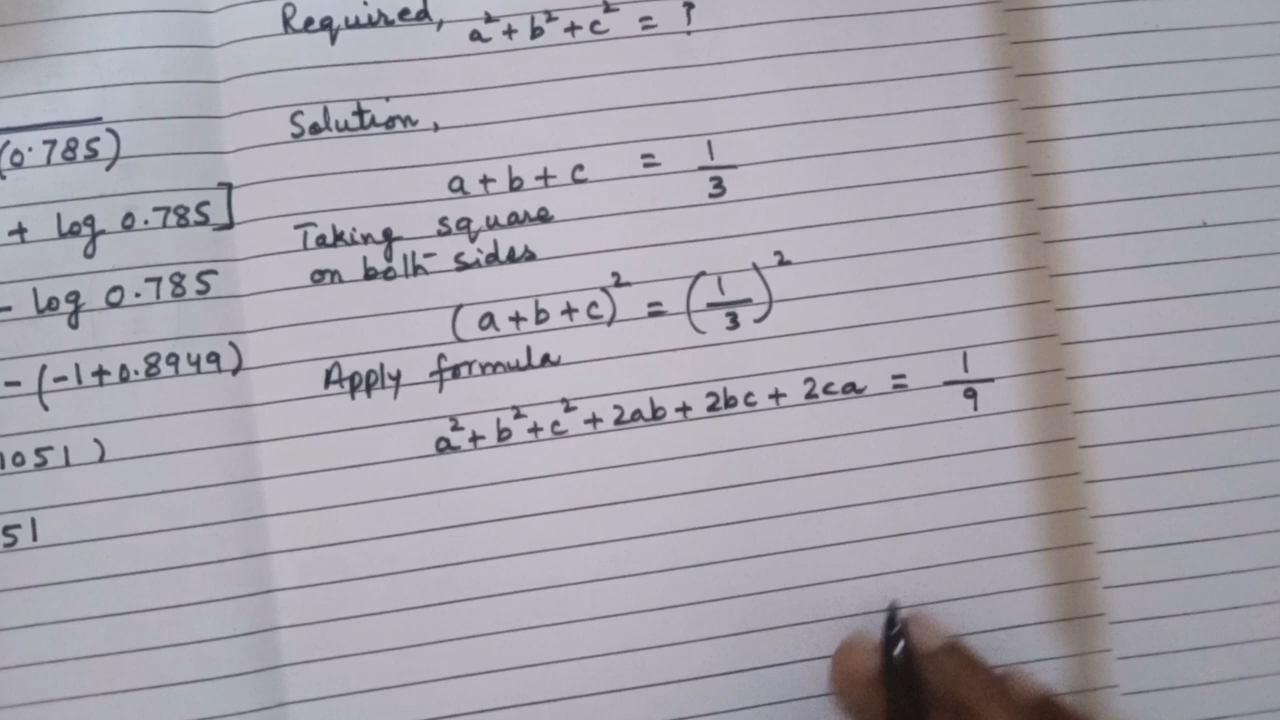 Required, a² + b² + c² = ?
Solution,
a + b + c = 1/3
Taking square
on both sides
(a + b + c)² = (1/3)²
Apply formula
a² + b² + c² + 2ab + 2bc + 2ca = 1/9
(0.785)
+ log 0.785]
- log 0.785
- (-1 + 0.8949)
1051)
51